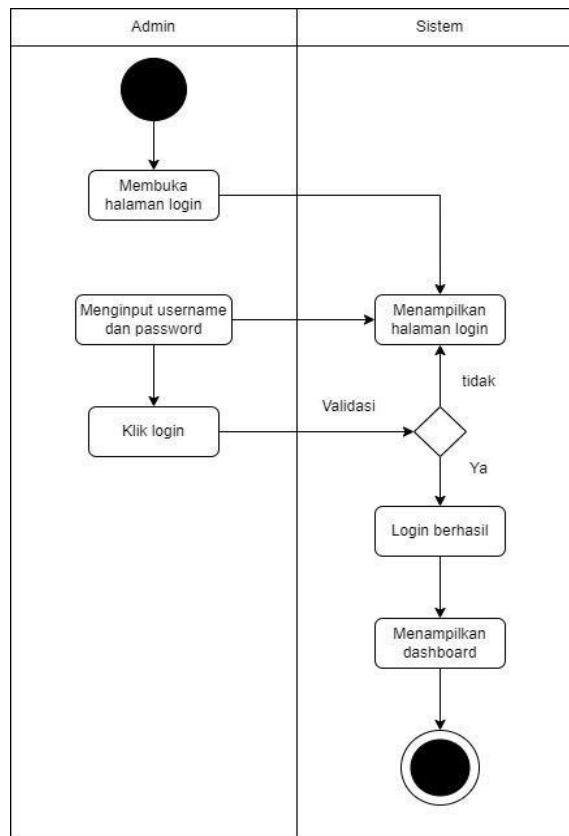 Admin
Sistem
Membuka
halaman login
Menginput username
dan password
Menampilkan
halaman login
tidak
Validasi
Klik login
Ya
Login berhasil
Menampilkan
dashboard